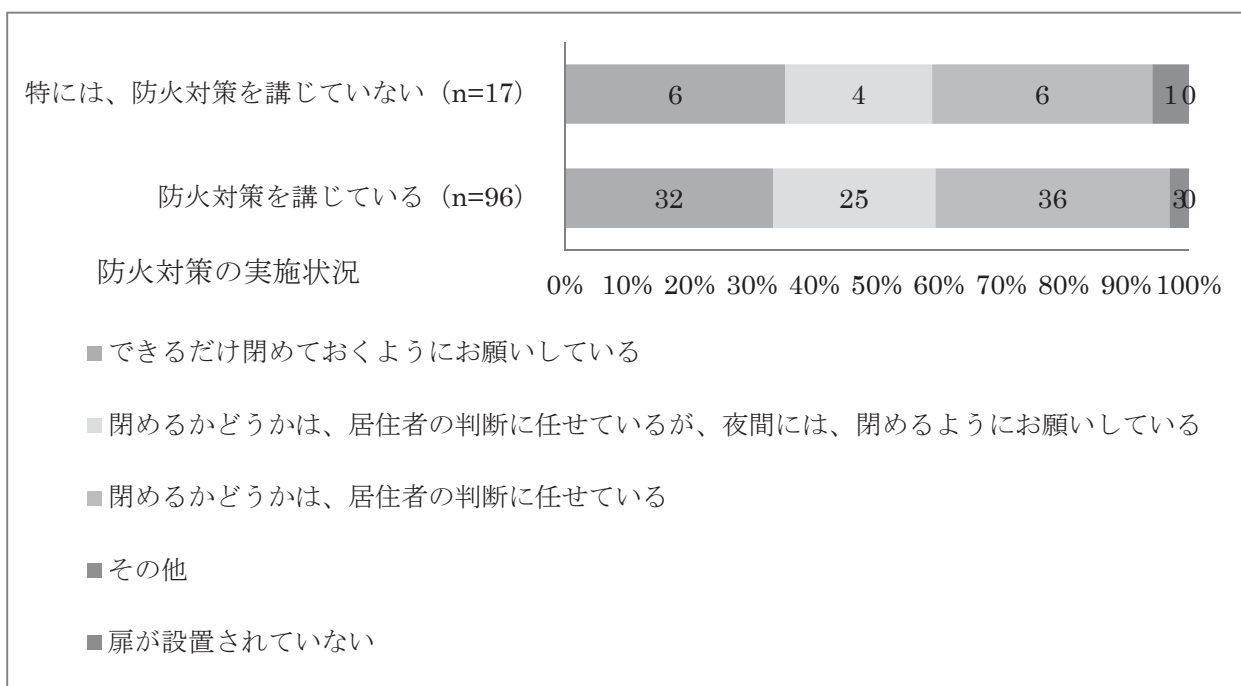 特には、防火対策を講じていない（n=17）
6 4 6 1 0
防火対策を講じている（n=96）
32 25 36 3 0
防火対策の実施状況
0% 10% 20% 30% 40% 50% 60% 70% 80% 90% 100%
できるだけ閉めておくようにお願いしている
閉めるかどうかは、居住者の判断に任せているが、夜間には、閉めるようにお願いしている
閉めるかどうかは、居住者の判断に任せている
その他
扉が設置されていない